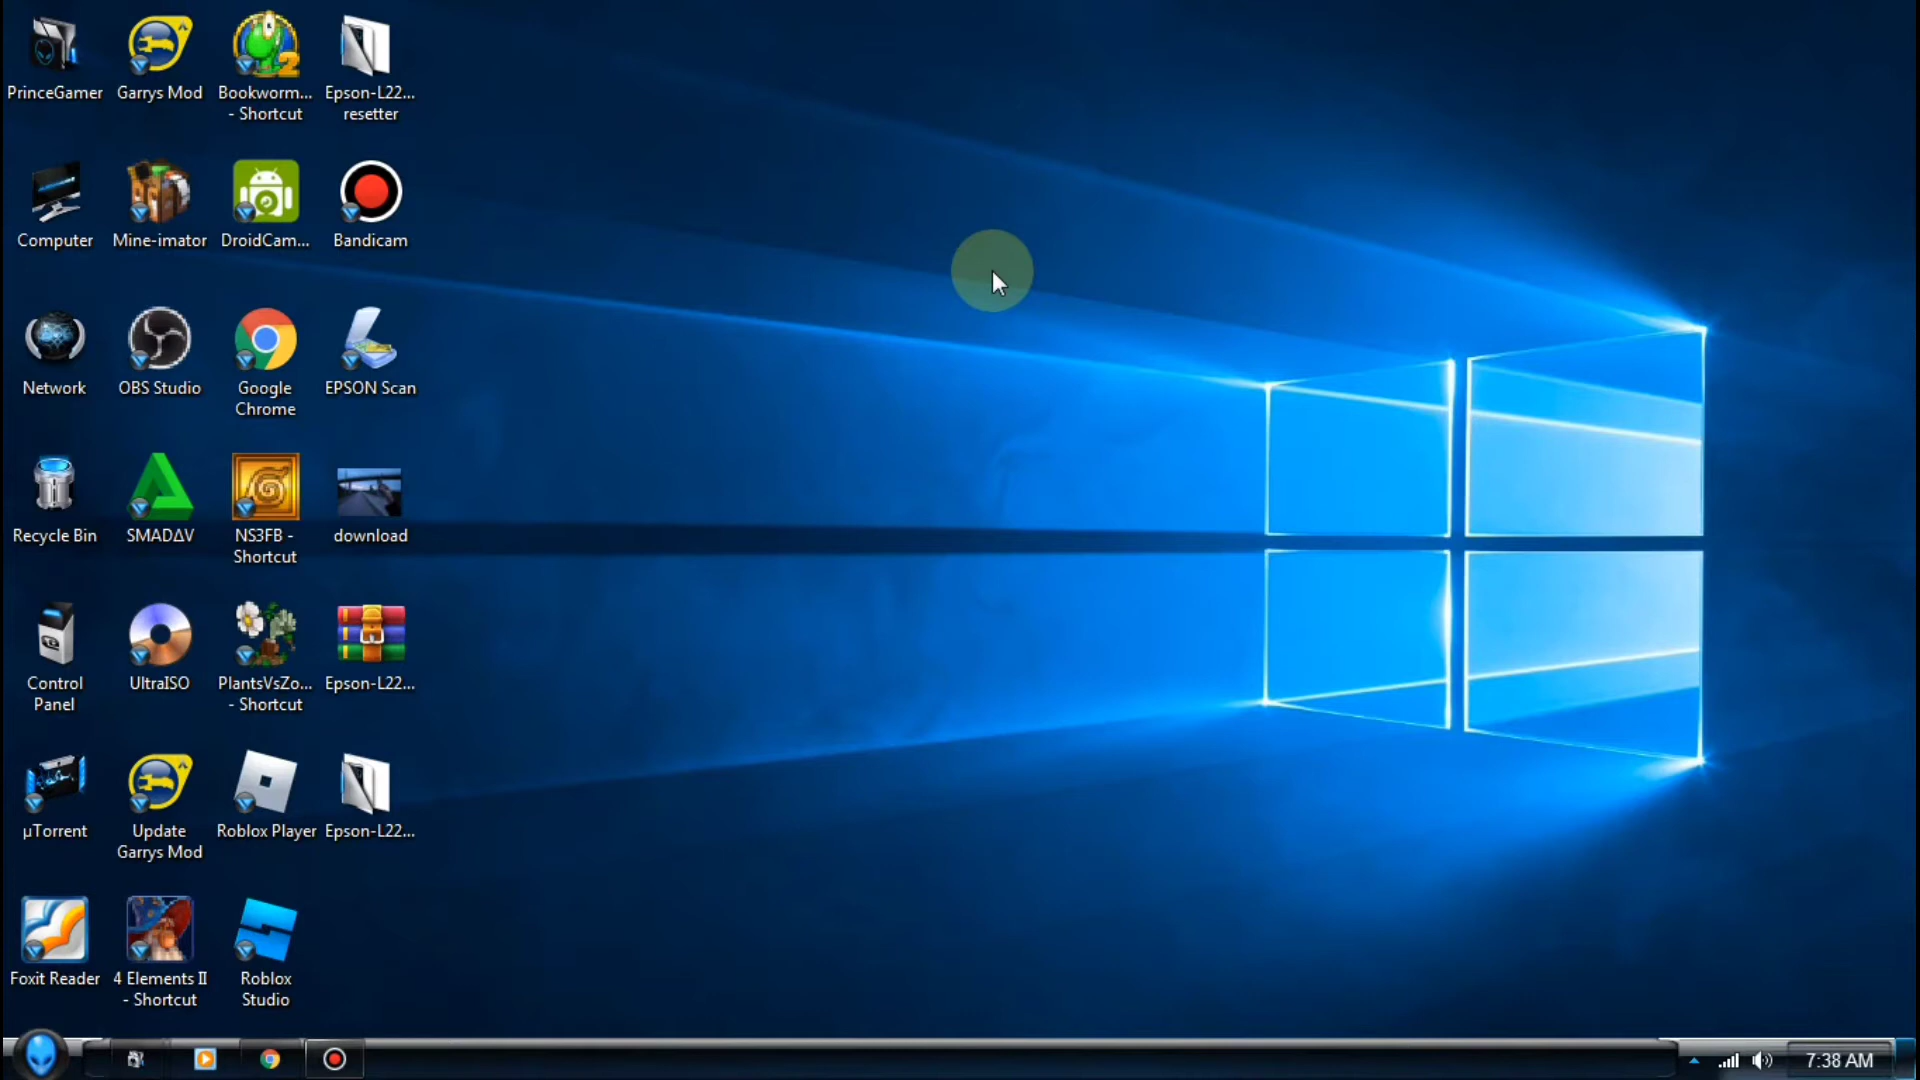 PrinceGamer
Garrys Mod
Bookworm...
- Shortcut
Epson-L22...
resetter
Computer
Mine-imator
DroidCam...
Bandicam
Network
OBS Studio
Google
Chrome
EPSON Scan
Recycle Bin
SMADΔV
NS3FB -
Shortcut
download
Control
Panel
UltraISO
PlantsVsZo...
- Shortcut
Epson-L22...
µTorrent
Update
Garrys Mod
Roblox Player
Epson-L22...
Foxit Reader
4 Elements II
- Shortcut
Roblox
Studio
7:38 AM